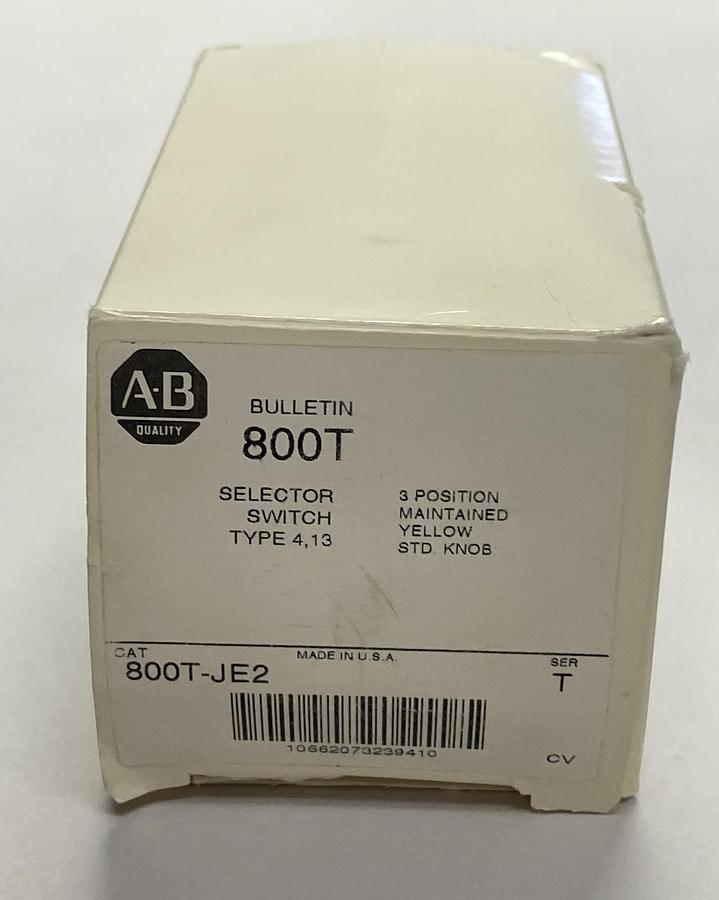 A-B
QUALITY
BULLETIN
800T
SELECTOR
SWITCH
TYPE 4,13
3 POSITION
MAINTAINED
YELLOW
STD. KNOB
CAT
MADE IN U.S.A.
SER
800T-JE2
T
10662073239410
CV